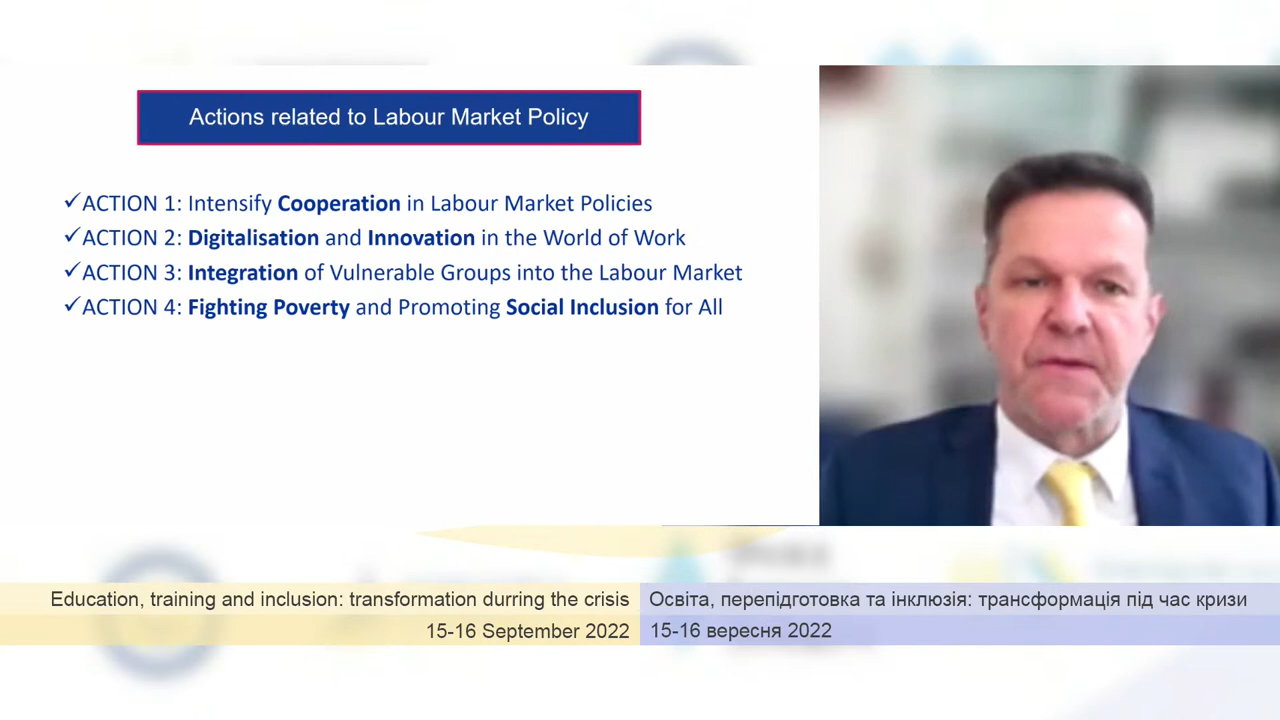 Actions related to Labour Market Policy
✓ACTION 1: Intensify Cooperation in Labour Market Policies
✓ACTION 2: Digitalisation and Innovation in the World of Work
✓ACTION 3: Integration of Vulnerable Groups into the Labour Market
✓ACTION 4: Fighting Poverty and Promoting Social Inclusion for All
Education, training and inclusion: transformation durring the crisis
15-16 September 2022
Освіта, перепідготовка та інклюзія: трансформація під час кризи
15-16 вересня 2022